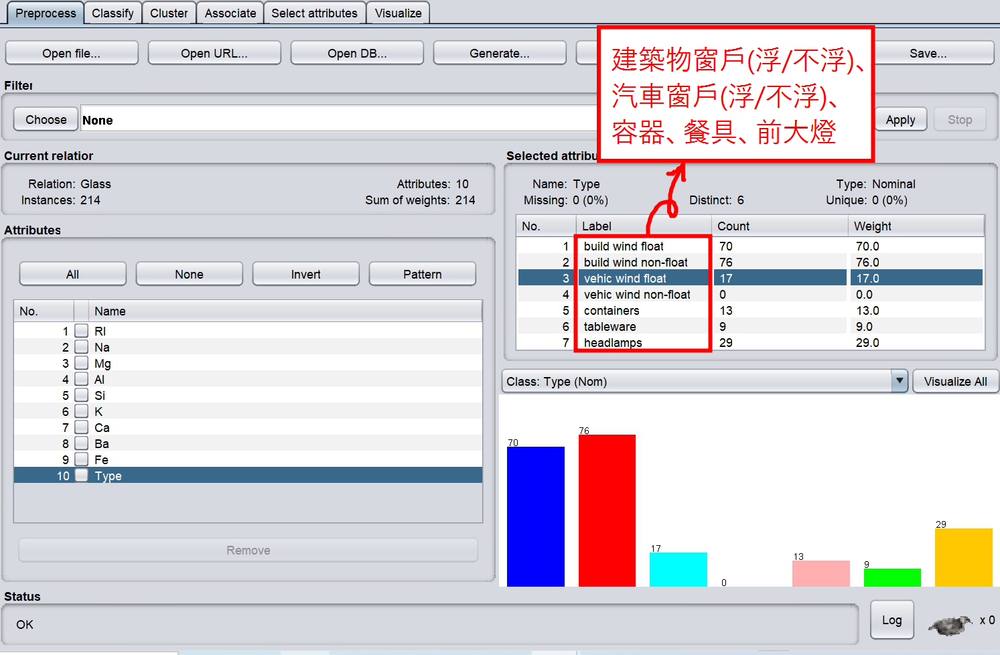 Preprocess Classify Cluster Associate Select attributes Visualize
Open file... Open URL... Open DB... Generate... Save...
建築物窗戶(浮/不浮)、
汽車窗戶(浮/不浮)、
容器、餐具、前大燈
Filter
Choose None Apply Stop
Current relatior
Relation: Glass Attributes: 10
Instances: 214 Sum of weights: 214
Selected attribu
Name: Type Type: Nominal
Missing: 0 (0%) Distinct: 6 Unique: 0 (0%)
No. Label Count Weight
1 build wind float 70 70.0
2 build wind non-float 76 76.0
3 vehic wind float 17 17.0
4 vehic wind non-float 0 0.0
5 containers 13 13.0
6 tableware 9 9.0
7 headlamps 29 29.0
Attributes
All None Invert Pattern
No. Name
1 RI
2 Na
3 Mg
4 Al
5 Si
6 K
7 Ca
8 Ba
9 Fe
10 Type
Remove
Class: Type (Nom) Visualize All
70 76 17 0 13 9 29
Status
OK Log x 0